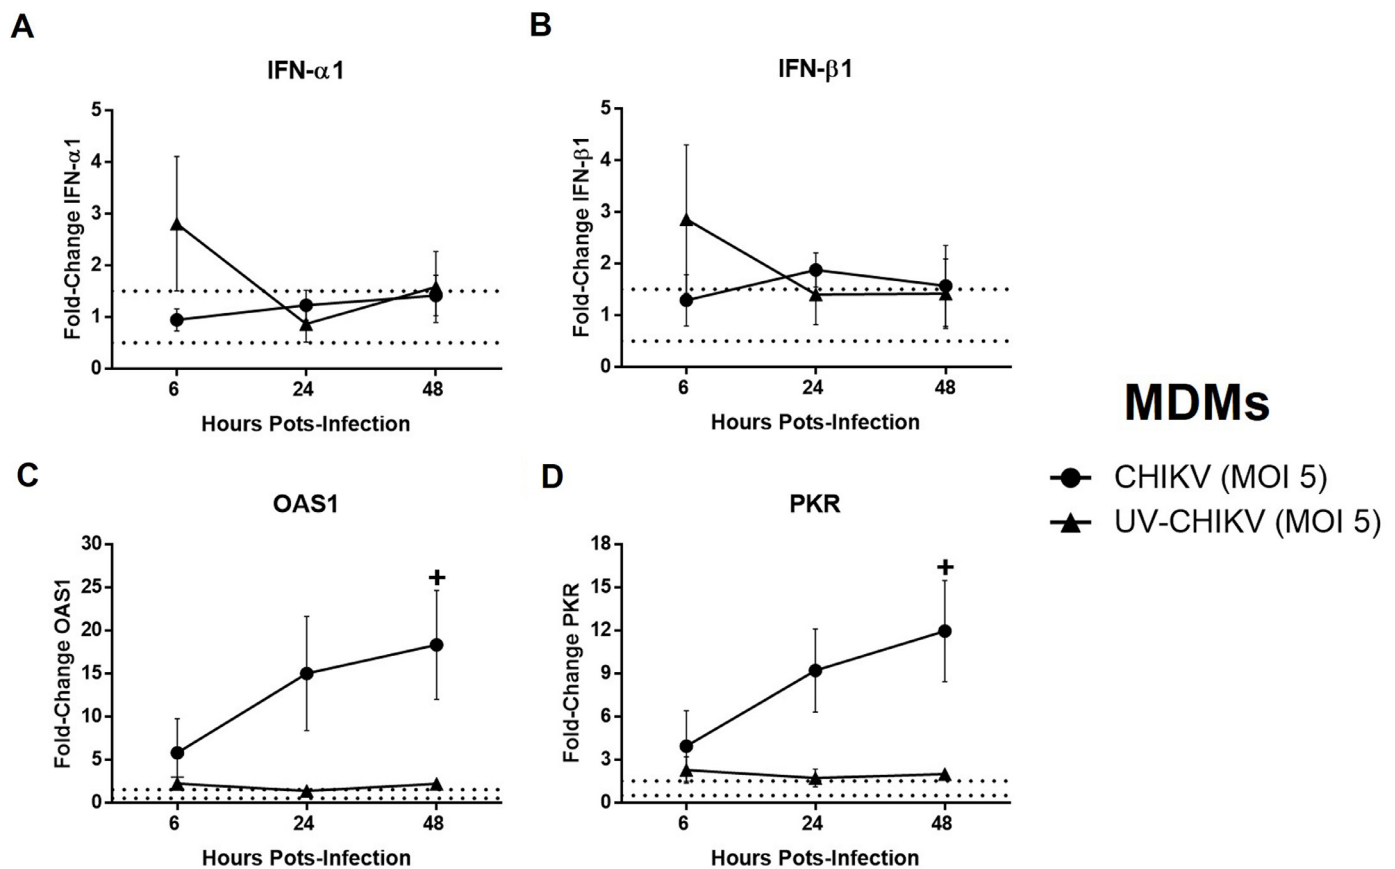 A
IFN-α1
Fold-Change IFN-α1
5
4
3
2
1
0
6 24 48
Hours Pots-Infection
B
IFN-β1
Fold-Change IFN-β1
5
4
3
2
1
0
6 24 48
Hours Pots-Infection
C
OAS1
Fold-Change OAS1
30
25
20
15
10
5
0
+
6 24 48
Hours Pots-Infection
D
PKR
Fold-Change PKR
18
15
12
9
6
3
0
+
6 24 48
Hours Pots-Infection
MDMs
CHIKV (MOI 5)
UV-CHIKV (MOI 5)